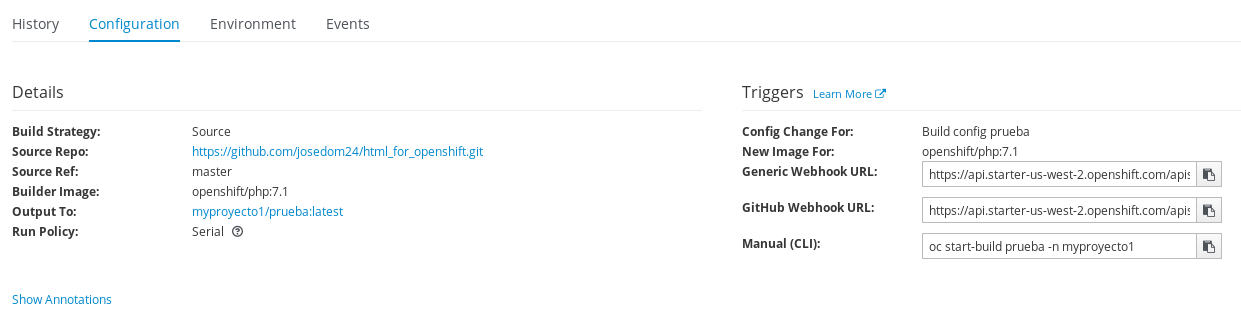 History Configuration Environment Events
Details
Build Strategy: Source
Source Repo: https://github.com/josedom24/html_for_openshift.git
Source Ref: master
Builder Image: openshift/php:7.1
Output To: myproyecto1/prueba:latest
Run Policy: Serial
Show Annotations
Triggers Learn More
Config Change For: Build config prueba
New Image For: openshift/php:7.1
Generic Webhook URL: https://api.starter-us-west-2.openshift.com/apis
GitHub Webhook URL: https://api.starter-us-west-2.openshift.com/apis
Manual (CLI): oc start-build prueba -n myproyecto1